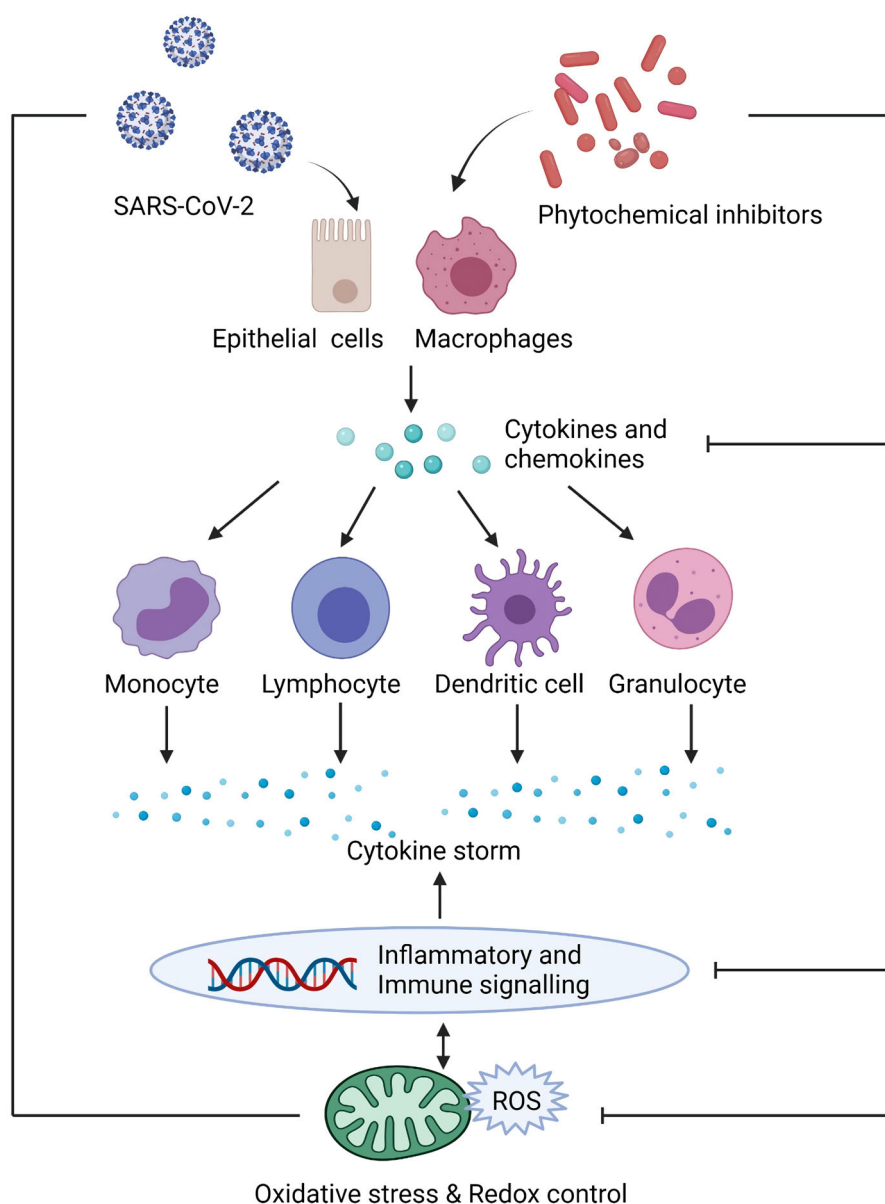 SARS-CoV-2
Phytochemical inhibitors
Epithelial cells
Macrophages
Cytokines and
chemokines
Monocyte
Lymphocyte
Dendritic cell
Granulocyte
Cytokine storm
Inflammatory and
Immune signalling
ROS
Oxidative stress & Redox control